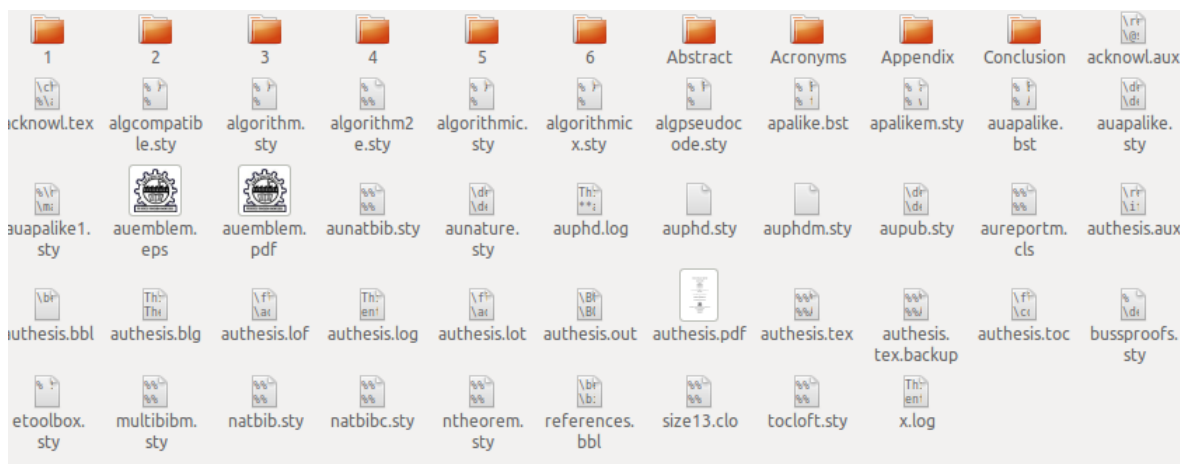 1 2 3 4 5 6 Abstract Acronyms Appendix Conclusion acknowl.aux
cknowl.tex algcompatib algorithm. algorithm2 algorithmic. algorithmic algpseudoc apalike.bst apalikem.sty auapalike. auapalike.
le.sty sty e.sty sty x.sty ode.sty bst sty
auapalike1. auemblem. auemblem. aunatbib.sty aunature. auphd.log auphd.sty auphdm.sty aupub.sty aureportm. authesis.aux
sty eps pdf sty cls
authesis.bbl authesis.blg authesis.lof authesis.log authesis.lot authesis.out authesis.pdf authesis.tex authesis. authesis.toc bussproofs.
tex.backup sty
etoolbox. multibibm. natbib.sty natbibc.sty ntheorem. references. size13.clo tocloft.sty x.log
sty sty sty bbl